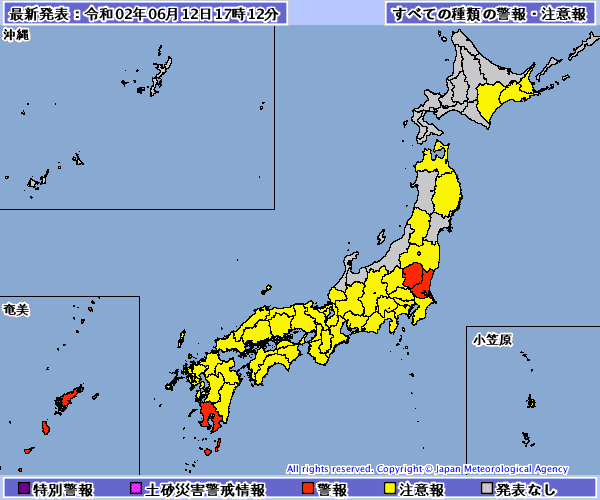 最新発表：令和02年06月12日17時12分
すべての種類の警報・注意報
沖縄
奄美
小笠原
All rights reserved. Copyright © Japan Meteorological Agency
特別警報 土砂災害警戒情報 警報 注意報 発表なし